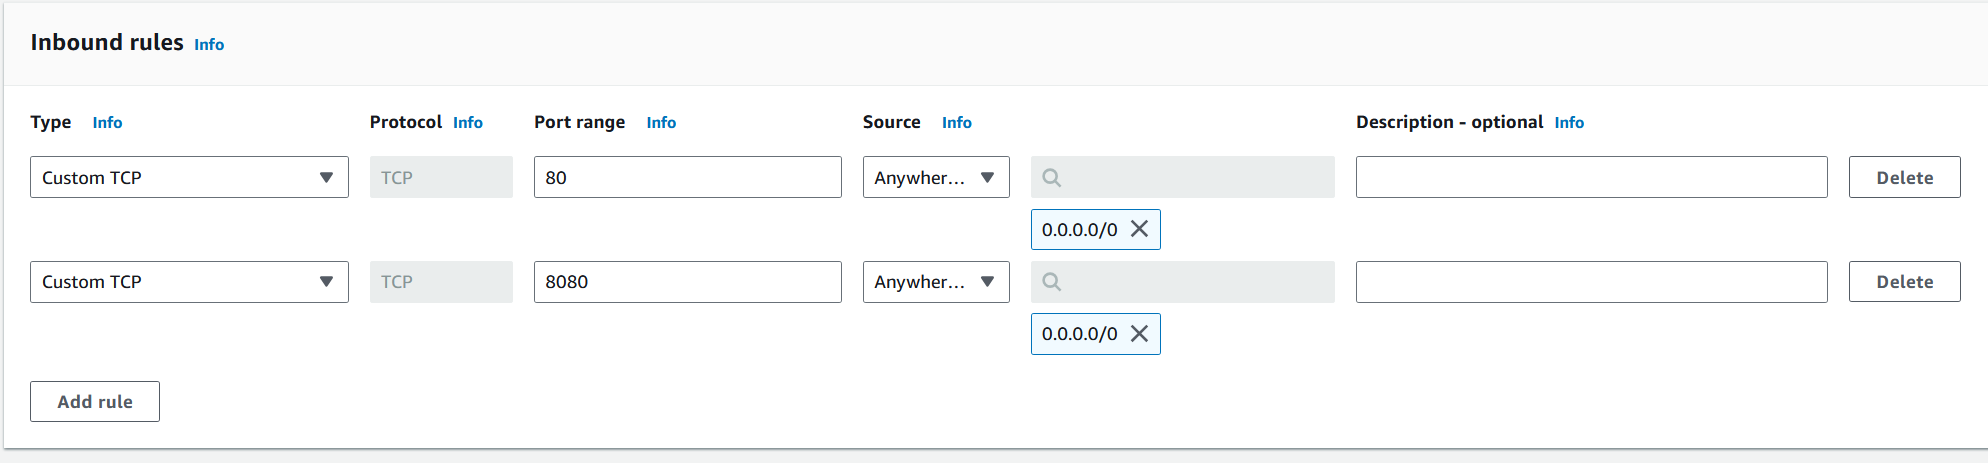 Inbound rules Info
Type Info Protocol Info Port range Info Source Info Description - optional Info
Custom TCP TCP 80 Anywher... Delete
0.0.0.0/0
Custom TCP TCP 8080 Anywher... Delete
0.0.0.0/0
Add rule